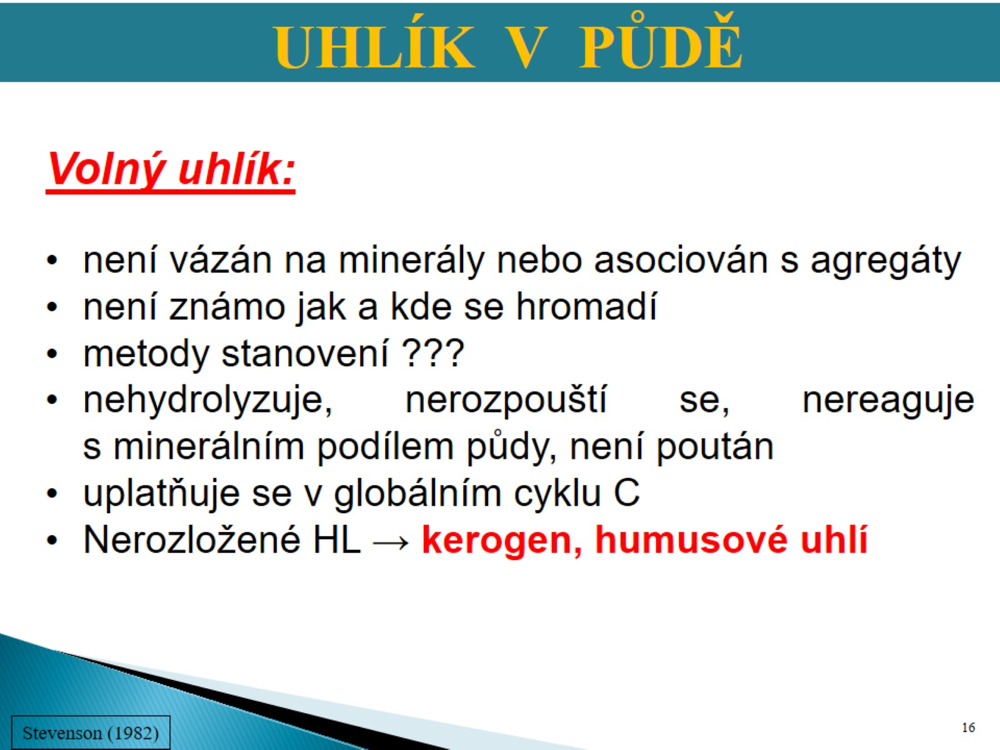 UHLÍK V PŮDĚ
Volný uhlík:
• není vázán na minerály nebo asociován s agregáty
• není známo jak a kde se hromadí
• metody stanovení ???
• nehydrolyzuje, nerozpouští se, nereaguje
s minerálním podílem půdy, není poután
• uplatňuje se v globálním cyklu C
• Nerozložené HL → kerogen, humusové uhlí
Stevenson (1982)
16